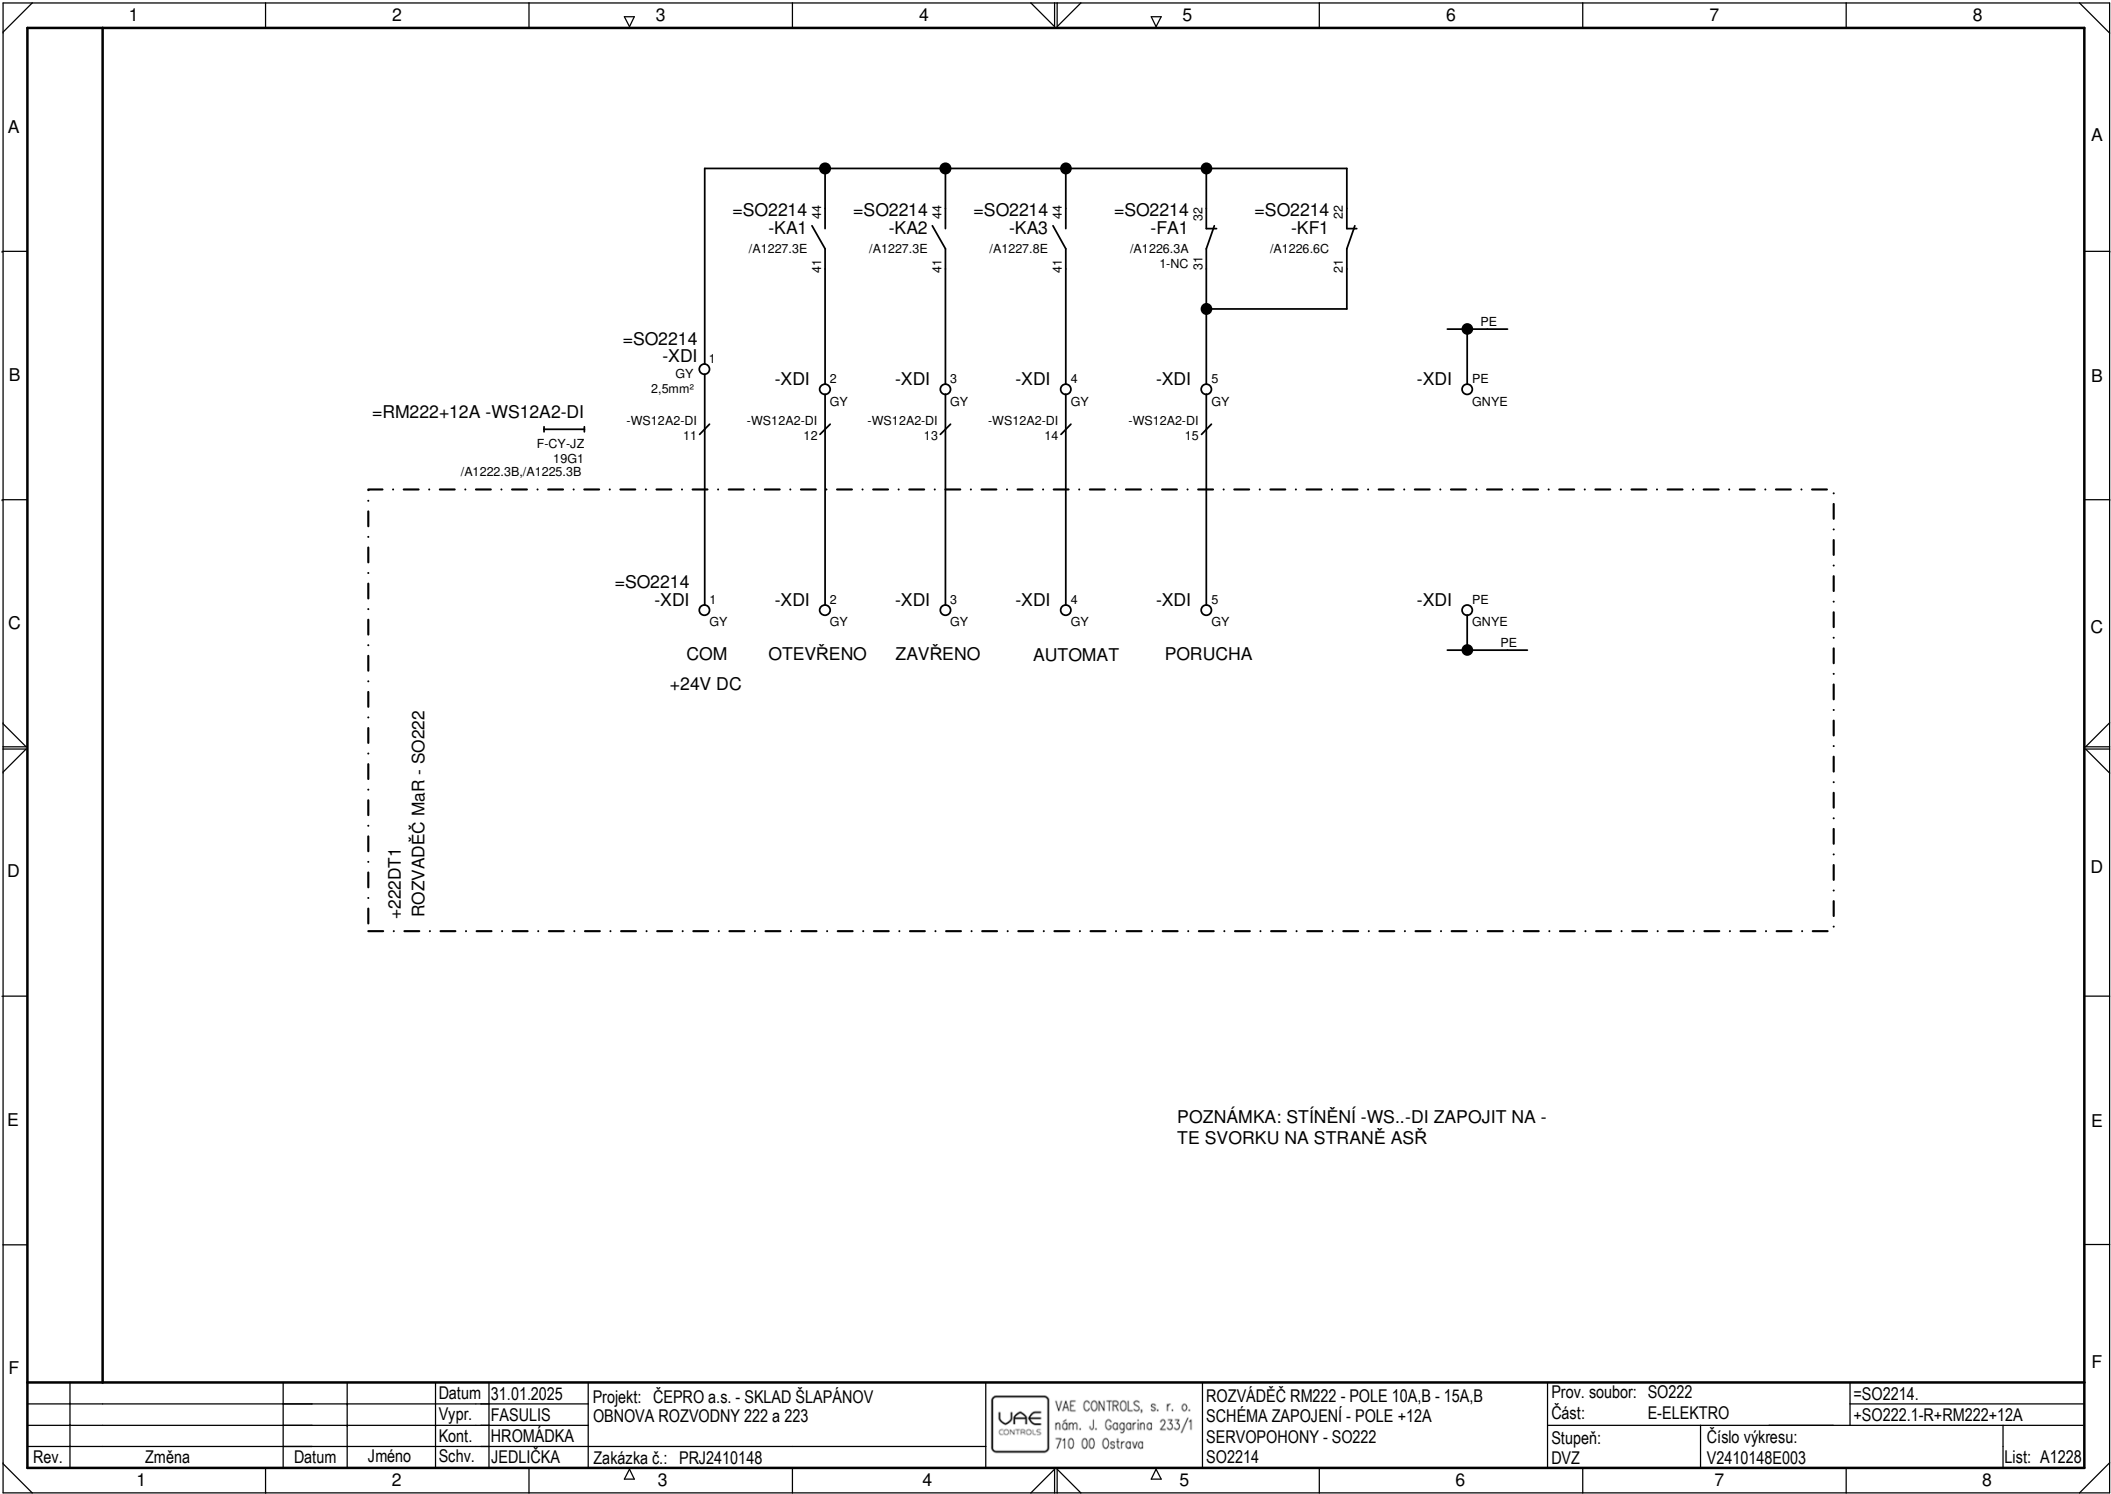 1 2 3 4 5 6 7 8
A A
=SO2214 44 =SO2214 44 =SO2214 44 =SO2214 32 =SO2214 22
-KA1 -KA2 -KA3 -FA1 -KF1
/A1227.3E /A1227.3E /A1227.8E /A1226.3A /A1226.6C
41 41 41 1-NC 31 21
PE
=SO2214
-XDI 1
GY
2,5mm²
B B
-XDI 2 -XDI 3 -XDI 4 -XDI 5 -XDI PE
GY GY GY GY GNYE
=RM222+12A -WS12A2-DI
F-CY-JZ
19G1
/A1222.3B,/A1225.3B
-WS12A2-DI -WS12A2-DI -WS12A2-DI -WS12A2-DI -WS12A2-DI
11 12 13 14 15
=SO2214
-XDI 1 -XDI 2 -XDI 3 -XDI 4 -XDI 5 -XDI PE
GY GY GY GY GY GNYE
C C
PE
COM OTEVŘENO ZAVŘENO AUTOMAT PORUCHA
+24V DC
+222DT1
ROZVADĚČ MaR - SO222
D D
E E
POZNÁMKA: STÍNĚNÍ -WS..-DI ZAPOJIT NA -
TE SVORKU NA STRANĚ ASŘ
F F
Datum 31.01.2025
Vypr. FASULIS
Kont. HROMÁDKA
Rev. Změna Datum Jméno Schv. JEDLIČKA
Projekt: ČEPRO a.s. - SKLAD ŠLAPÁNOV
OBNOVA ROZVODNY 222 a 223
Zakázka č.: PRJ2410148
VAE
CONTROLS
VAE CONTROLS, s. r. o.
nám. J. Gagarina 233/1
710 00 Ostrava
ROZVÁDĚČ RM222 - POLE 10A,B - 15A,B
SCHÉMA ZAPOJENÍ - POLE +12A
SERVOPOHONY - SO222
SO2214
Prov. soubor: SO222
Část: E-ELEKTRO
Stupeň:
DVZ
Číslo výkresu:
V2410148E003
=SO2214.
+SO222.1-R+RM222+12A
List: A1228
1 2 3 4 5 6 7 8